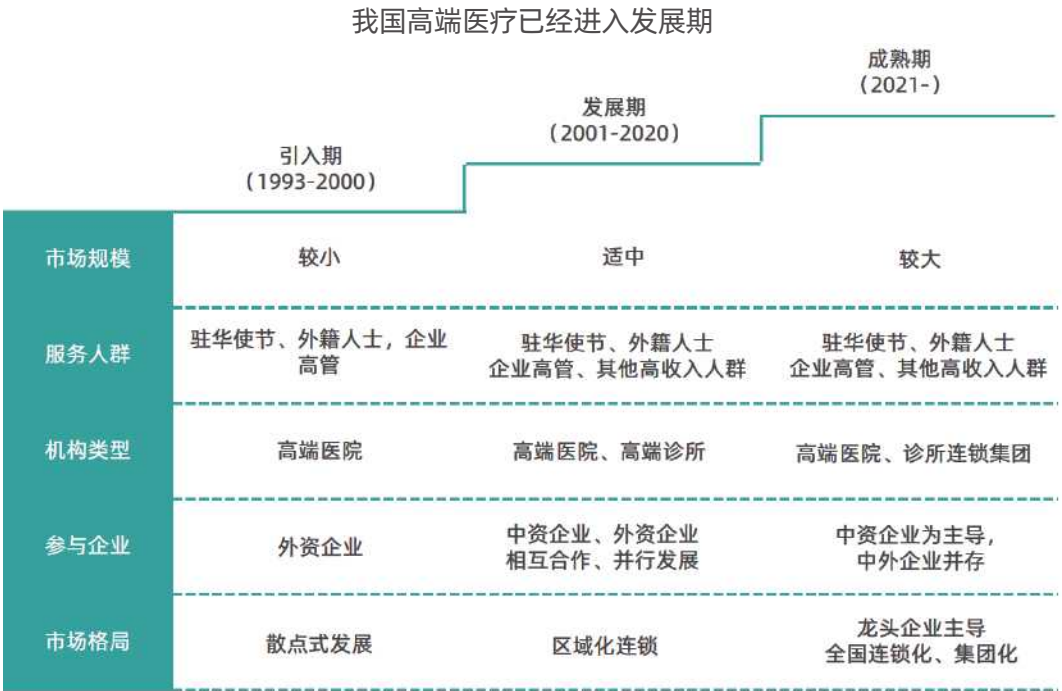 我国高端医疗已经进入发展期
成熟期
(2021-)
发展期
(2001-2020)
引入期
(1993-2000)
市场规模
较小
适中
较大
服务人群
驻华使节、外籍人士，企业
高管
驻华使节、外籍人士
企业高管、其他高收入人群
驻华使节、外籍人士
企业高管、其他高收入人群
机构类型
高端医院
高端医院、高端诊所
高端医院、诊所连锁集团
参与企业
外资企业
中资企业、外资企业
相互合作、并行发展
中资企业为主导，
中外企业并存
市场格局
散点式发展
区域化连锁
龙头企业主导
全国连锁化、集团化